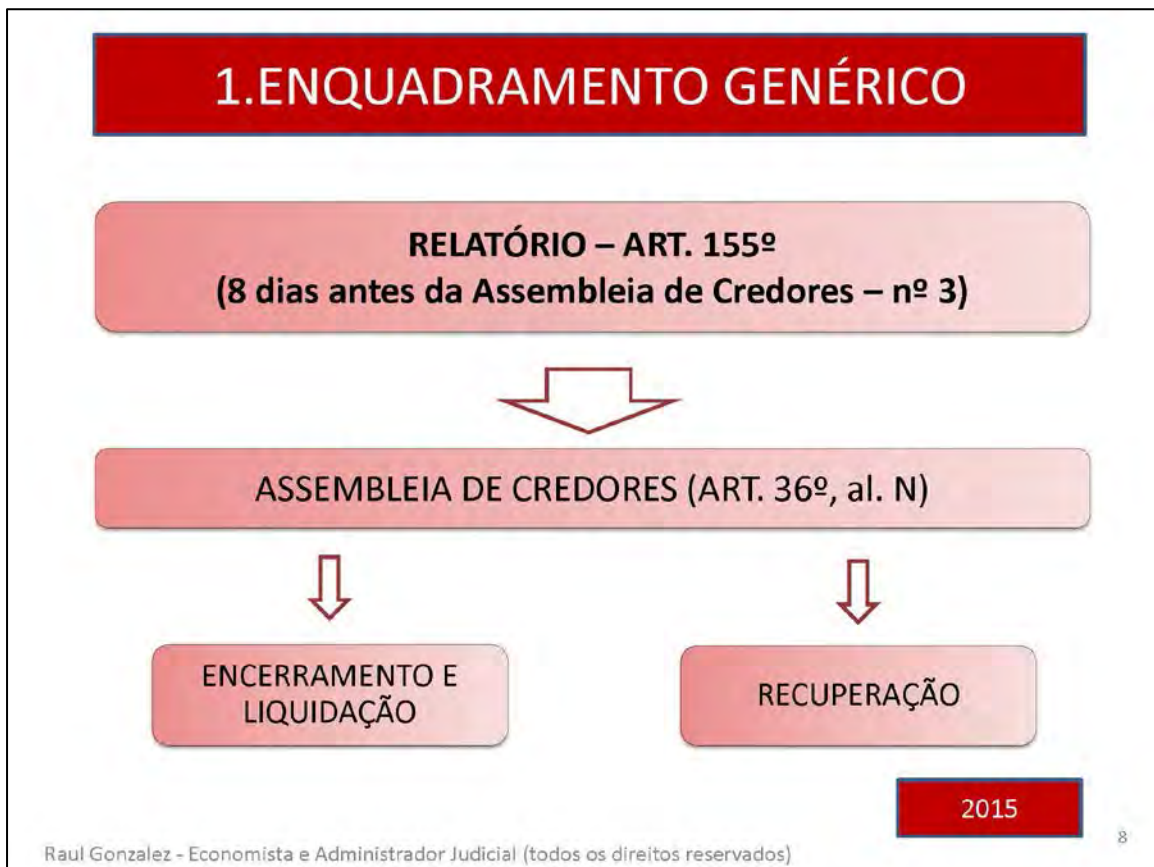 1.ENQUADRAMENTO GENÉRICO
RELATÓRIO – ART. 155º
(8 dias antes da Assembleia de Credores – nº 3)
ASSEMBLEIA DE CREDORES (ART. 36º, al. N)
ENCERRAMENTO E
LIQUIDAÇÃO
RECUPERAÇÃO
2015
8
Raul Gonzalez - Economista e Administrador Judicial (todos os direitos reservados)